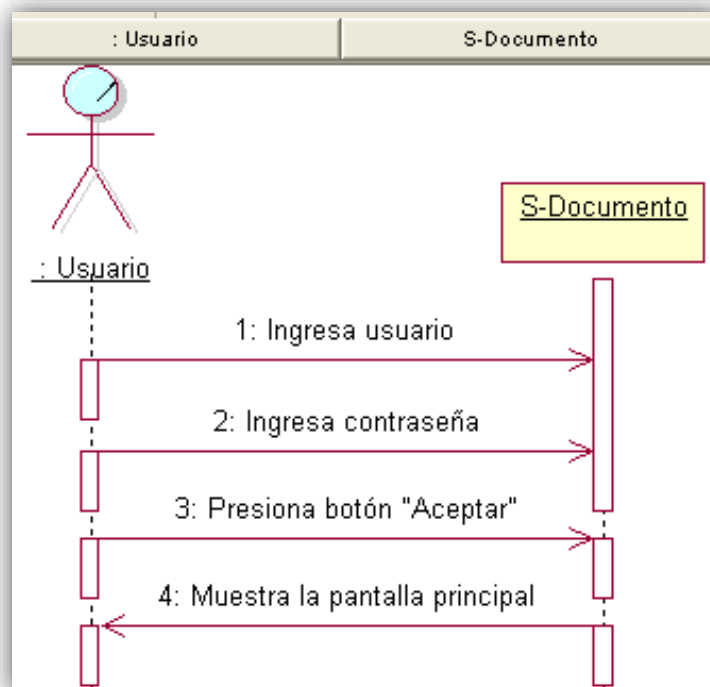 : Usuario
S-Documento
S-Documento
: Usuario
1: Ingresa usuario
2: Ingresa contraseña
3: Presiona botón "Aceptar"
4: Muestra la pantalla principal